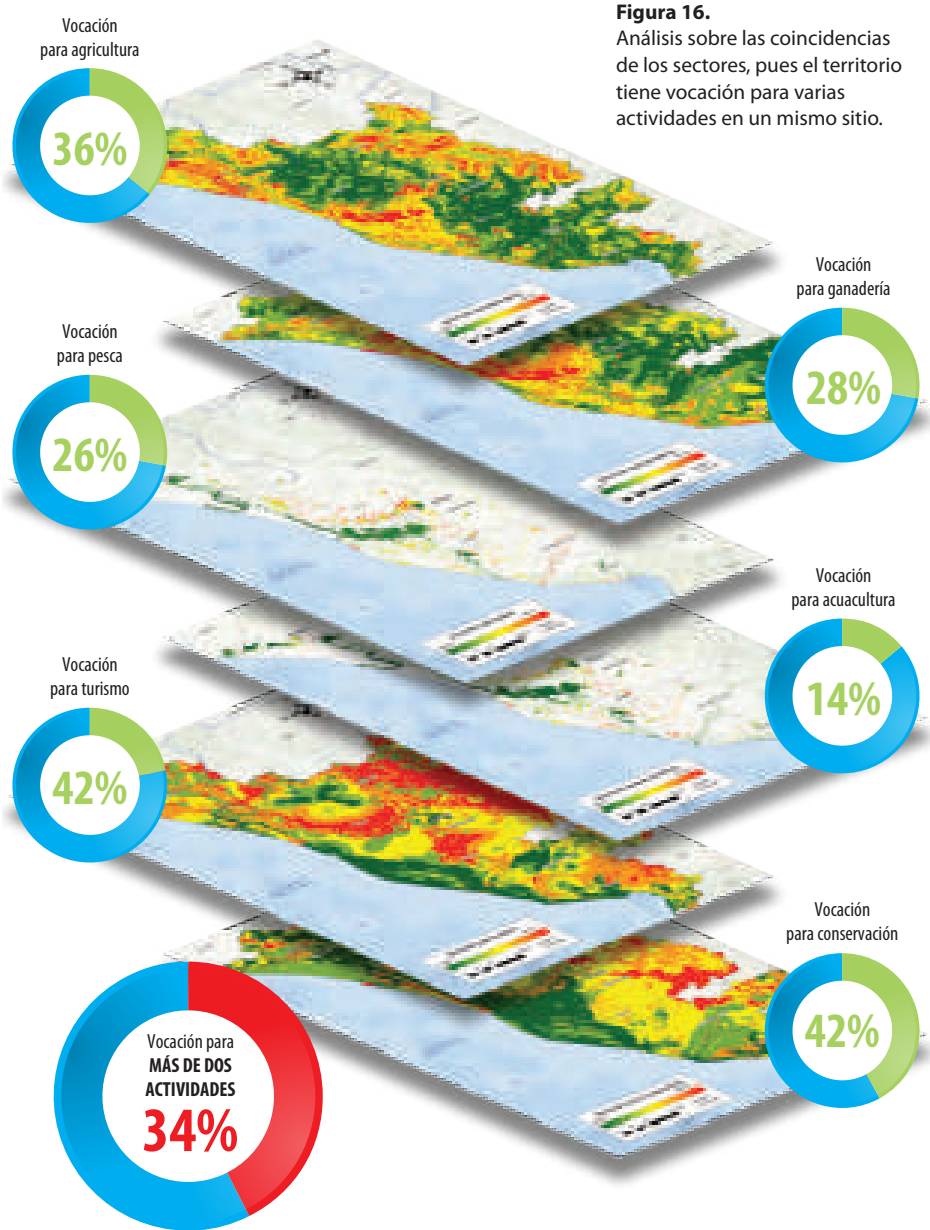 Figura 16.
Análisis sobre las coincidencias
de los sectores, pues el territorio
tiene vocación para varias
actividades en un mismo sitio.
Vocación
para agricultura
36%
Vocación
para ganadería
28%
Vocación
para pesca
26%
Vocación
para acuacultura
14%
Vocación
para turismo
42%
Vocación
para conservación
42%
Vocación para
MÁS DE DOS
ACTIVIDADES
34%